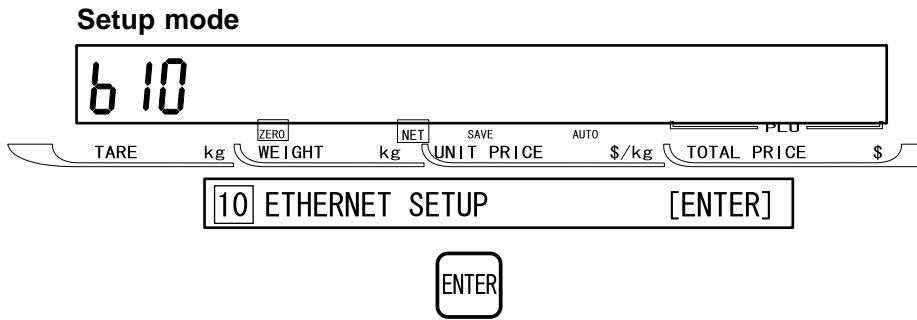 Setup mode
b 10
ZERO NET SAVE AUTO PLU
TARE kg WEIGHT kg UNIT PRICE $/kg TOTAL PRICE $
10 ETHERNET SETUP [ENTER]
ENTER